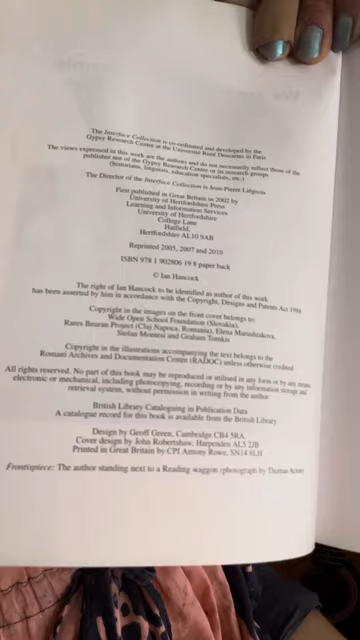 The Interface Collection is co-ordinated and developed by the
Gypsy Research Centre at the Université René Descartes in Paris
The views expressed in this work are the authors and do not necessarily reflect those of the
publisher nor of the Gypsy Research Centre or its research groups
(historians, linguists, education specialists, etc.)
The Director of the Interface Collection is Jean-Pierre Liégeois
First published in Great Britain in 2002 by
University of Hertfordshire Press
Learning and Information Services
University of Hertfordshire
College Lane
Hatfield,
Hertfordshire AL10 9AB
Reprinted 2005, 2007 and 2010
ISBN 978 1 902806 19 8 paper back
© Ian Hancock
The right of Ian Hancock to be identified as author of this work
has been asserted by him in accordance with the Copyright, Designs and Patents Act 1988
Copyright in the images on the front cover belongs to:
Wide Open School Foundation (Slovakia),
Rares Beuran Project (Cluj Napoca, Romania), Elena Marushiakova,
Stefan Montesi and Graham Tomkis
Copyright in the illustrations accompanying the text belongs to the
Romani Archives and Documentation Centre (RADOC) unless otherwise credited
All rights reserved. No part of this book may be reproduced or utilised in any form or by any means,
electronic or mechanical, including photocopying, recording or by any information storage and
retrieval system, without permission in writing from the author
British Library Cataloguing in Publication Data
A catalogue record for this book is available from the British Library
Design by Geoff Green, Cambridge CB4 5RA
Cover design by John Robertshaw, Harpenden AL5 2JB
Printed in Great Britain by CPI Antony Rowe, SN14 6LH
Frontispiece: The author standing next to a Reading waggon (photograph by Thomas Acton)